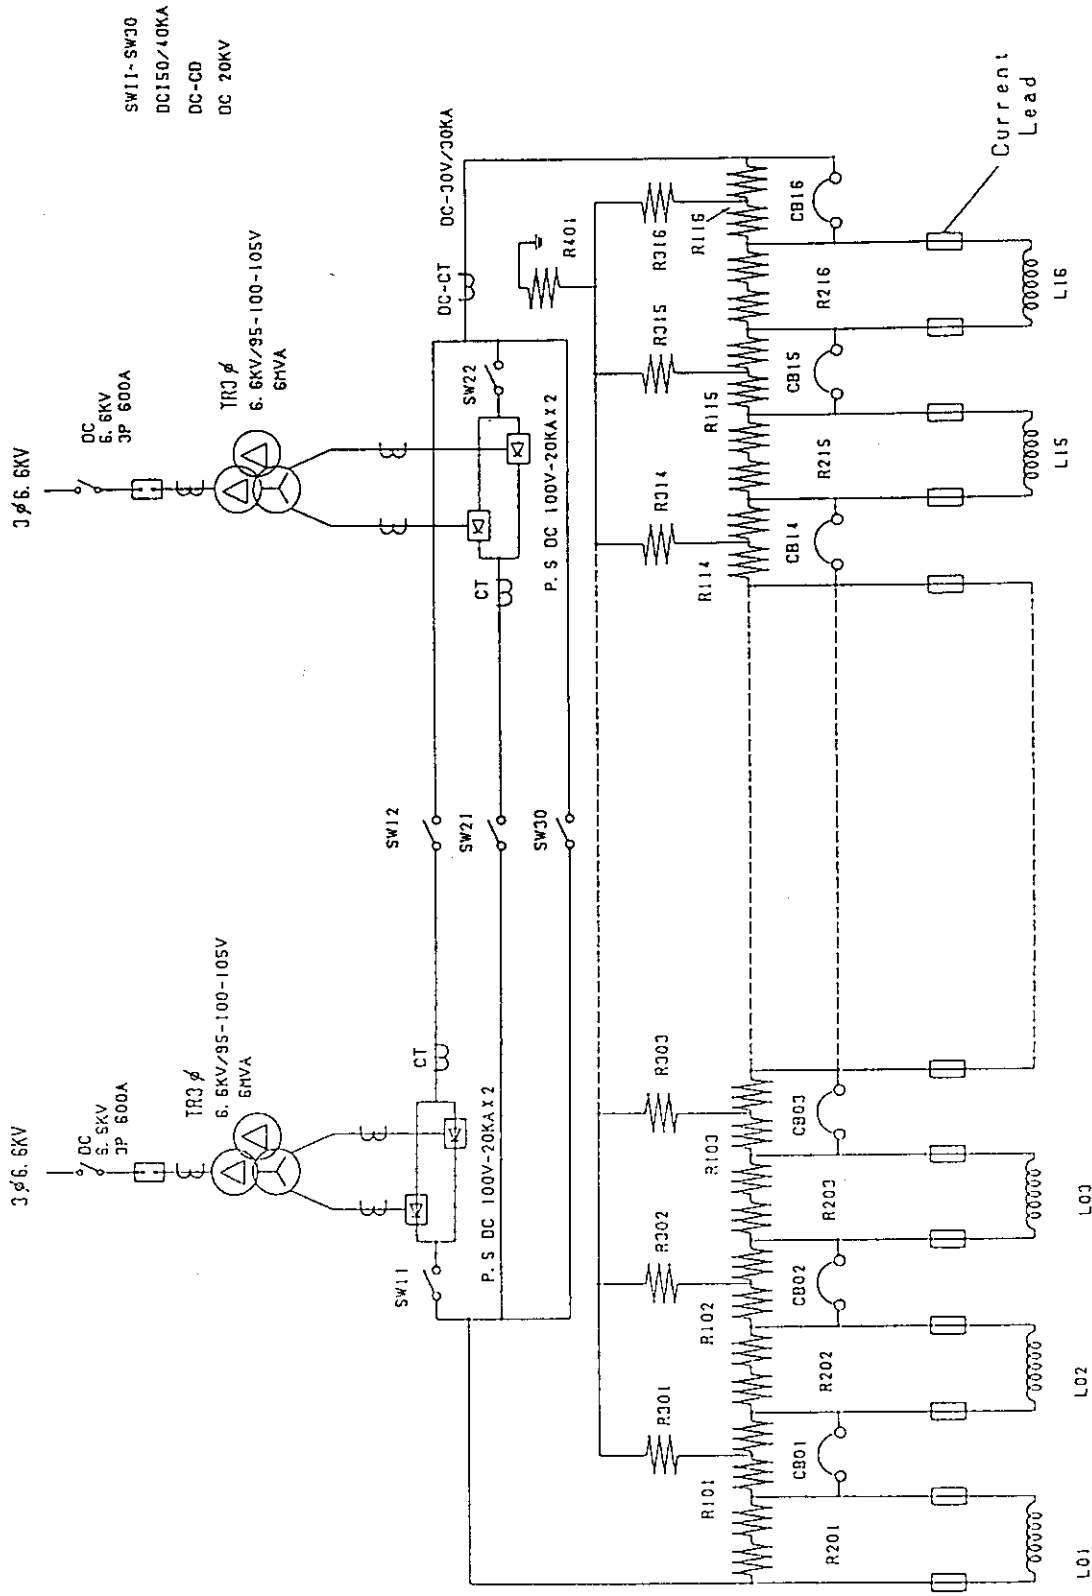 SW11-SW30
DC150/40KA
DC-CD
DC 20KV
3φ6.6KV
DC
6.6KV
3P 600A
TR3φ
6.6KV/95-100-105V
6MVA
3φ6.6KV
DC
6.6KV
3P 600A
TR3φ
6.6KV/95-100-105V
6MVA
DC-30V/30KA
DC-CT
SW22
CT
P.S DC 100V-20KAX2
SW12
SW21
SW30
CT
SW11
P.S DC 100V-20KAX2
R401
R301
R302
R303
R314
R315
R316
R101
R102
R103
R114
R115
R116
R201
R202
R203
R215
R216
CB01
CB02
CB03
CB14
CB15
CB16
Current
Lead
L01
L02
L03
L15
L16